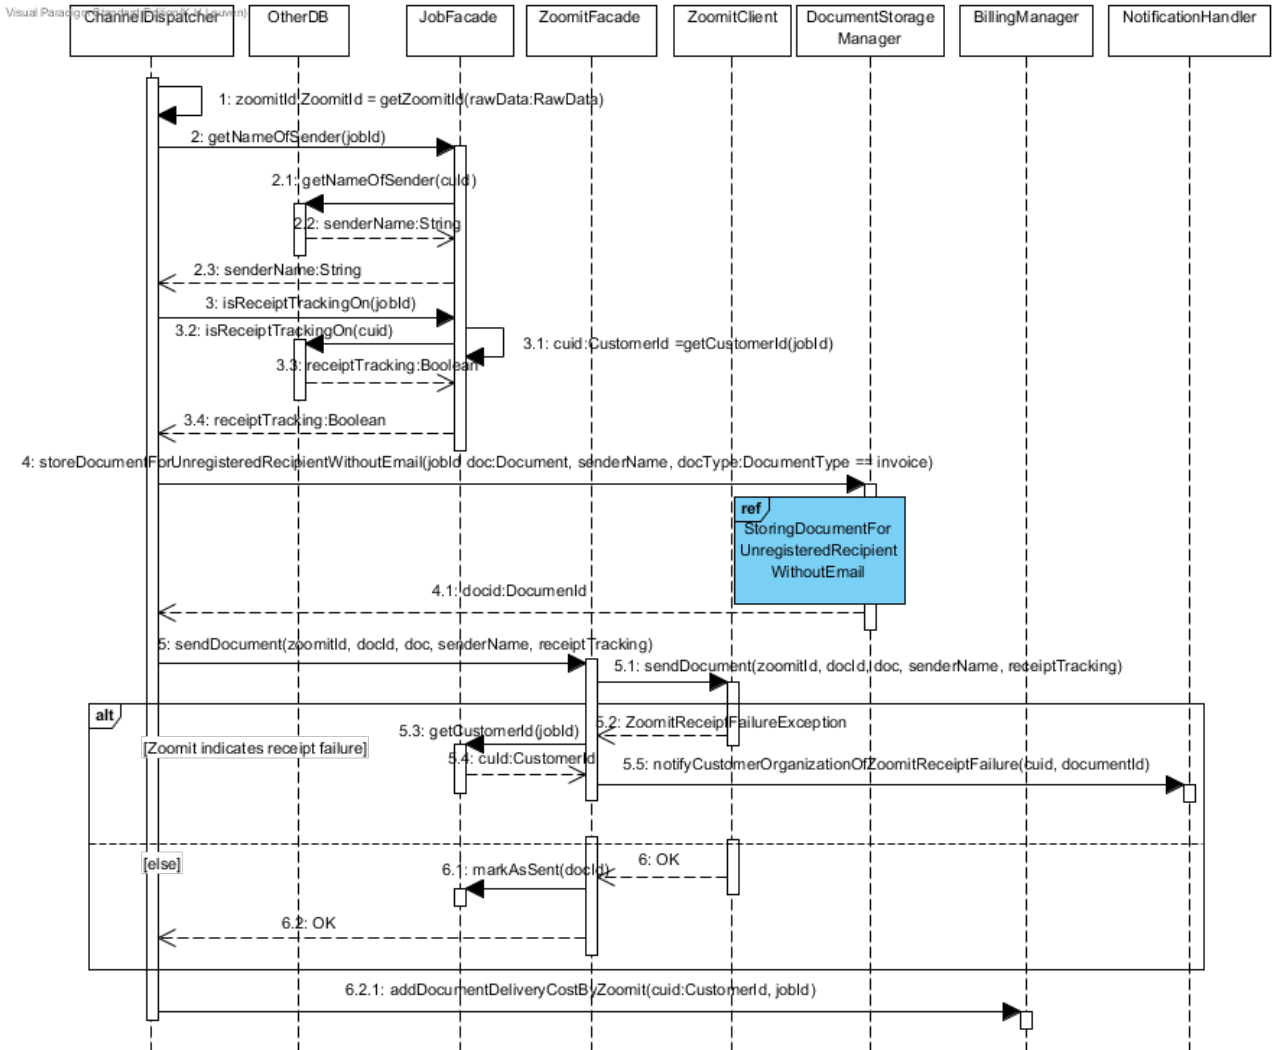 Visual Paradigm Standard Edition(K.U.Leuven)
ChannelDispatcher
OtherDB
JobFacade
ZoomitFacade
ZoomitClient
DocumentStorage
Manager
BillingManager
NotificationHandler
1: zoomitId:ZoomitId = getZoomitId(rawData:RawData)
2: getNameOfSender(jobId)
2.1: getNameOfSender(cuId)
2.2: senderName:String
2.3: senderName:String
3: isReceiptTrackingOn(jobId)
3.2: isReceiptTrackingOn(cuid)
3.1: cuid:CustomerId =getCustomerId(jobId)
3.3: receiptTracking:Boolean
3.4: receiptTracking:Boolean
4: storeDocumentForUnregisteredRecipientWithoutEmail(jobId doc:Document, senderName, docType:DocumentType == invoice)
ref
StoringDocumentFor
UnregisteredRecipient
WithoutEmail
4.1: docid:DocumenId
5: sendDocument(zoomitId, docId, doc, senderName, receiptTracking)
5.1: sendDocument(zoomitId, docId, doc, senderName, receiptTracking)
alt
5.2: ZoomitReceiptFailureException
5.3: getCustomerId(jobId)
[Zoomit indicates receipt failure]
5.4: cuId:CustomerId
5.5: notifyCustomerOrganizationOfZoomitReceiptFailure(cuid, documentId)
[else]
6: OK
6.1: markAsSent(docId)
6.2: OK
6.2.1: addDocumentDeliveryCostByZoomit(cuid:CustomerId, jobId)